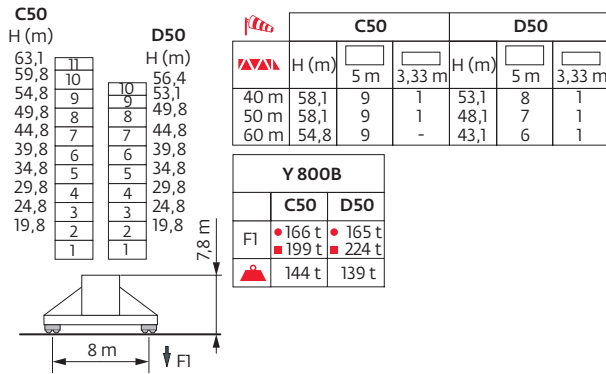 C50
H (m)
63,1
59,8
54,8
49,8
44,8
39,8
34,8
29,8
24,8
19,8
11
10
9
8
7
6
5
4
3
2
1
D50
H (m)
56,4
53,1
49,8
44,8
39,8
34,8
29,8
24,8
19,8
10
9
8
7
6
5
4
3
2
1
7,8 m
8 m
F1
C50 D50
H (m) 5 m 3,33 m H (m) 5 m 3,33 m
40 m 58,1 9 1 53,1 8 1
50 m 58,1 9 1 48,1 7 1
60 m 54,8 9 - 43,1 6 1
Y 800B
C50 D50
F1 166 t 165 t
199 t 224 t
144 t 139 t